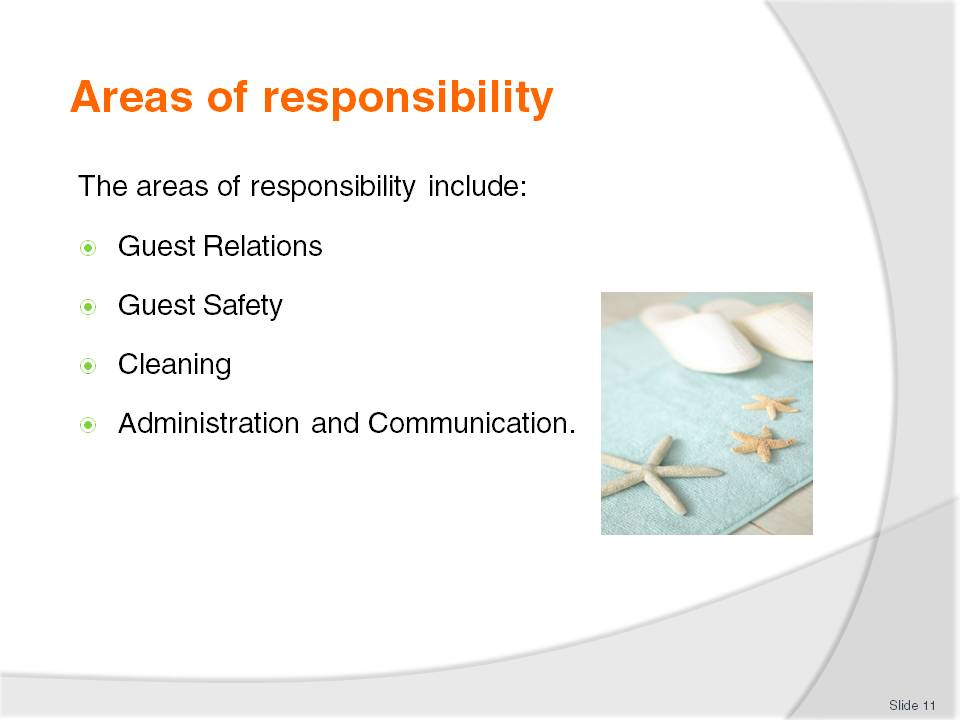 Areas of responsibility
The areas of responsibility include:
Guest Relations
Guest Safety
Cleaning
Administration and Communication.
Slide 11